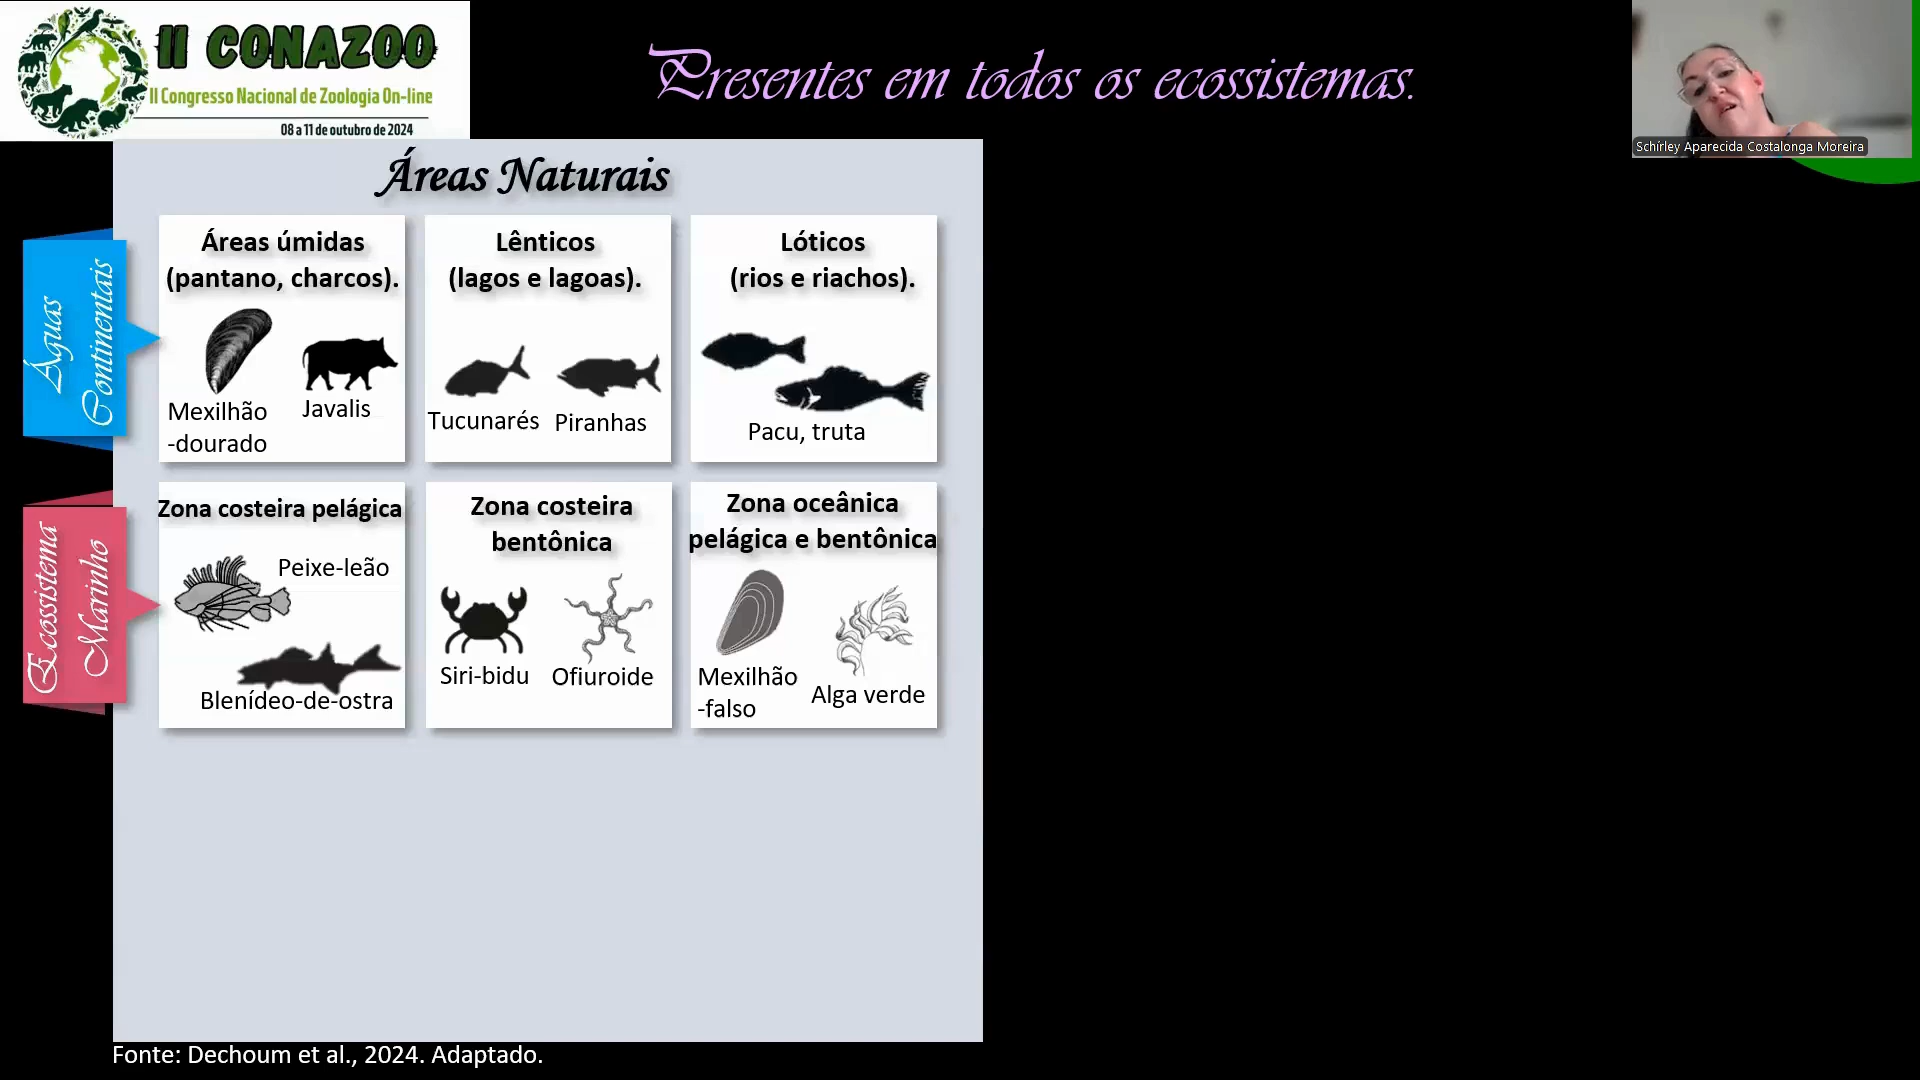 II CONAZOO
II Congresso Nacional de Zoologia On-line
08 a 11 de outubro de 2024
Presentes em todos os ecossistemas.
Schírley Aparecida Costalonga Moreira
Áreas Naturais
Águas
Continentais
Áreas úmidas
(pantano, charcos).
Mexilhão
-dourado
Javalis
Lênticos
(lagos e lagoas).
Tucunarés
Piranhas
Lóticos
(rios e riachos).
Pacu, truta
Ecossistema
Marinho
Zona costeira pelágica
Peixe-leão
Blenídeo-de-ostra
Zona costeira
bentônica
Siri-bidu
Ofiuroide
Zona oceânica
pelágica e bentônica
Mexilhão
-falso
Alga verde
Fonte: Dechoum et al., 2024. Adaptado.